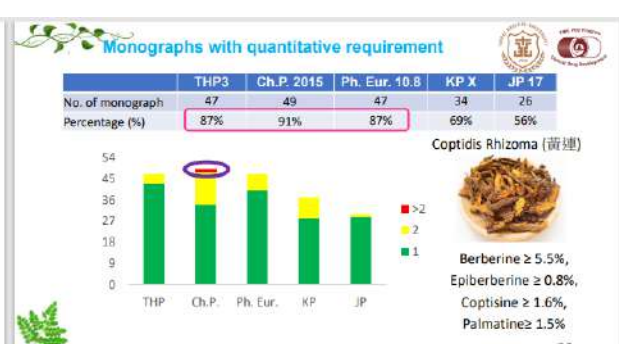 Monographs with quantitative requirement
THP3 Ch.P. 2015 Ph. Eur. 10.8 KP X JP 17
No. of monograph 47 49 47 34 26
Percentage (%) 87% 91% 87% 69% 56%
Coptidis Rhizoma (黃連)
54
45
36
27
18
9
0
THP Ch.P. Ph. Eur. KP JP
>2
2
1
Berberine ≥ 5.5%,
Epiberberine ≥ 0.8%,
Coptisine ≥ 1.6%,
Palmatine≥ 1.5%